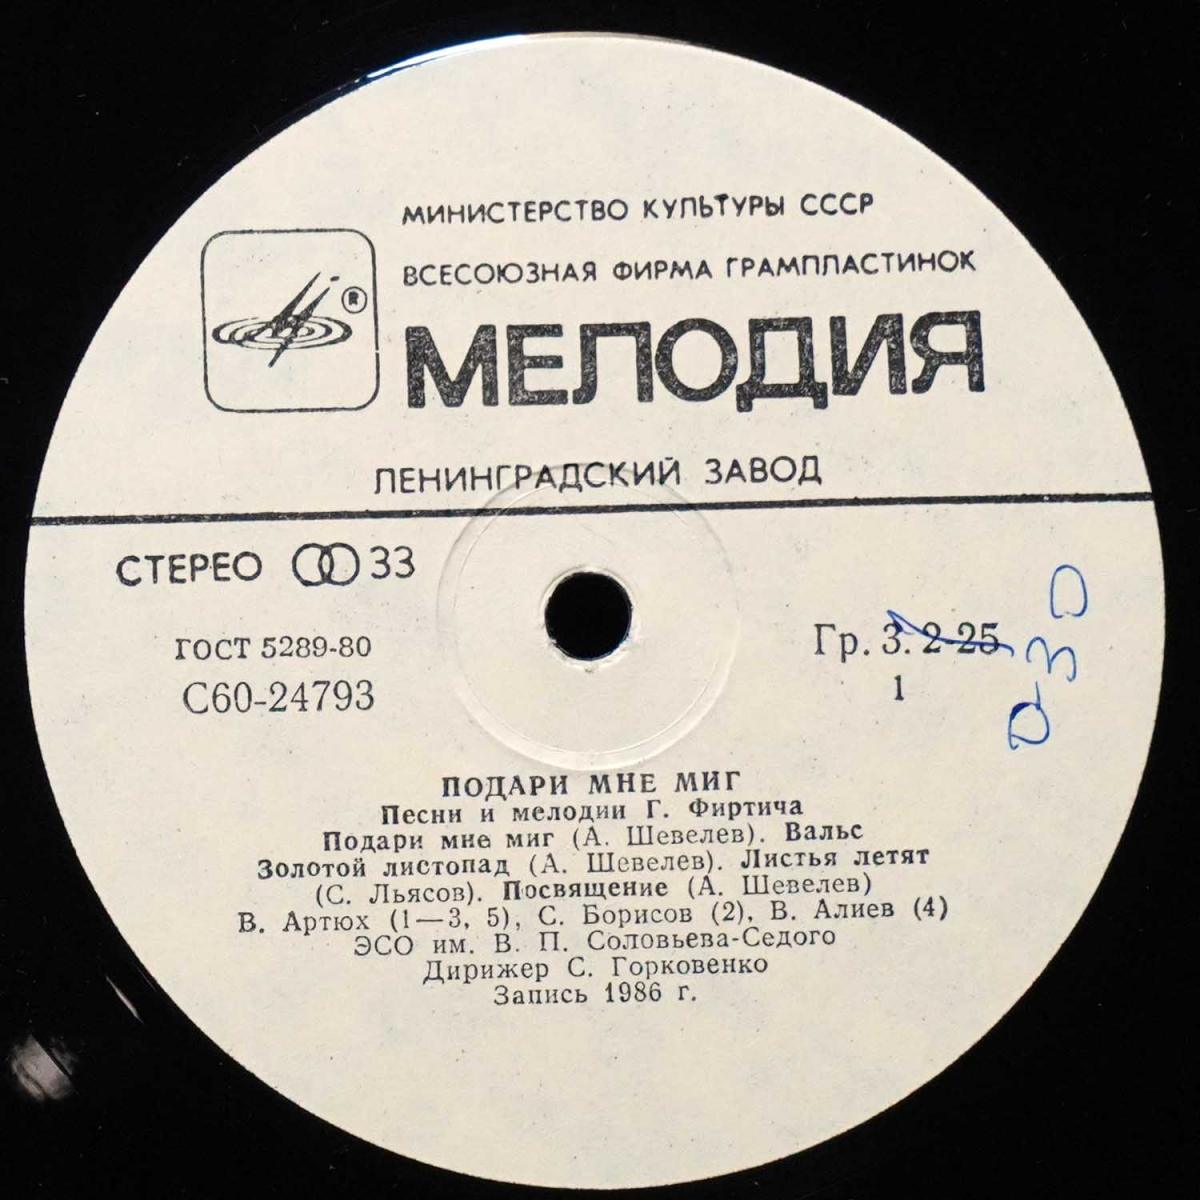 МИНИСТЕРСТВО КУЛЬТУРЫ СССР
ВСЕСОЮЗНАЯ ФИРМА ГРАМПЛАСТИНОК
®
МЕЛОДИЯ
ЛЕНИНГРАДСКИЙ ЗАВОД
СТЕРЕО 33
ГОСТ 5289-80
С60-24793
Гр. 3. 2-25
1
0-30
ПОДАРИ МНЕ МИГ
Песни и мелодии Г. Фиртича
Подари мне миг (А. Шевелев). Вальс
Золотой листопад (А. Шевелев). Листья летят
(С. Льясов). Посвящение (А. Шевелев)
В. Артюх (1—3, 5), С. Борисов (2), В. Алиев (4)
ЭСО им. В. П. Соловьева-Седого
Дирижер С. Горковенко
Запись 1986 г.